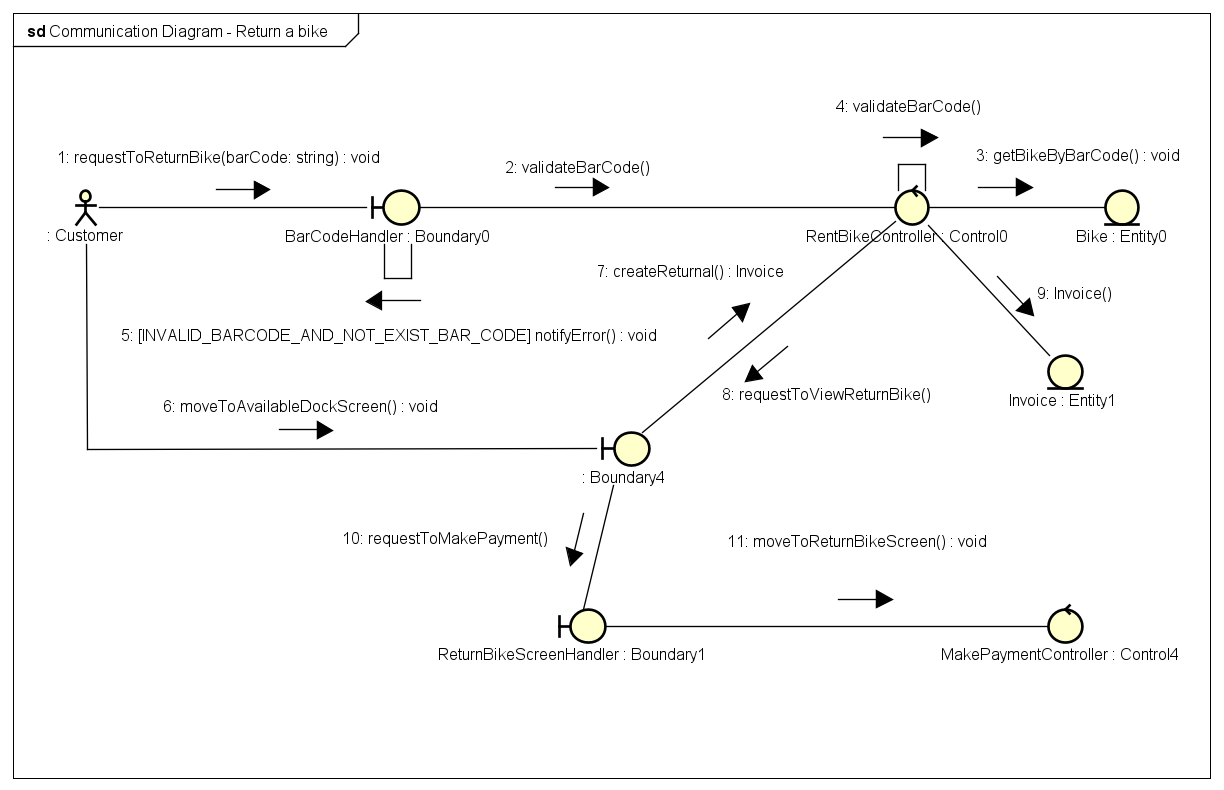 sd Communication Diagram - Return a bike
4: validateBarCode()
1: requestToReturnBike(barCode: string) : void
2: validateBarCode()
3: getBikeByBarCode() : void
: Customer
BarCodeHandler : Boundary0
RentBikeController : Control0
Bike : Entity0
7: createReturnal() : Invoice
9: Invoice()
5: [INVALID_BARCODE_AND_NOT_EXIST_BAR_CODE] notifyError() : void
8: requestToViewReturnBike()
Invoice : Entity1
6: moveToAvailableDockScreen() : void
: Boundary4
10: requestToMakePayment()
11: moveToReturnBikeScreen() : void
ReturnBikeScreenHandler : Boundary1
MakePaymentController : Control4